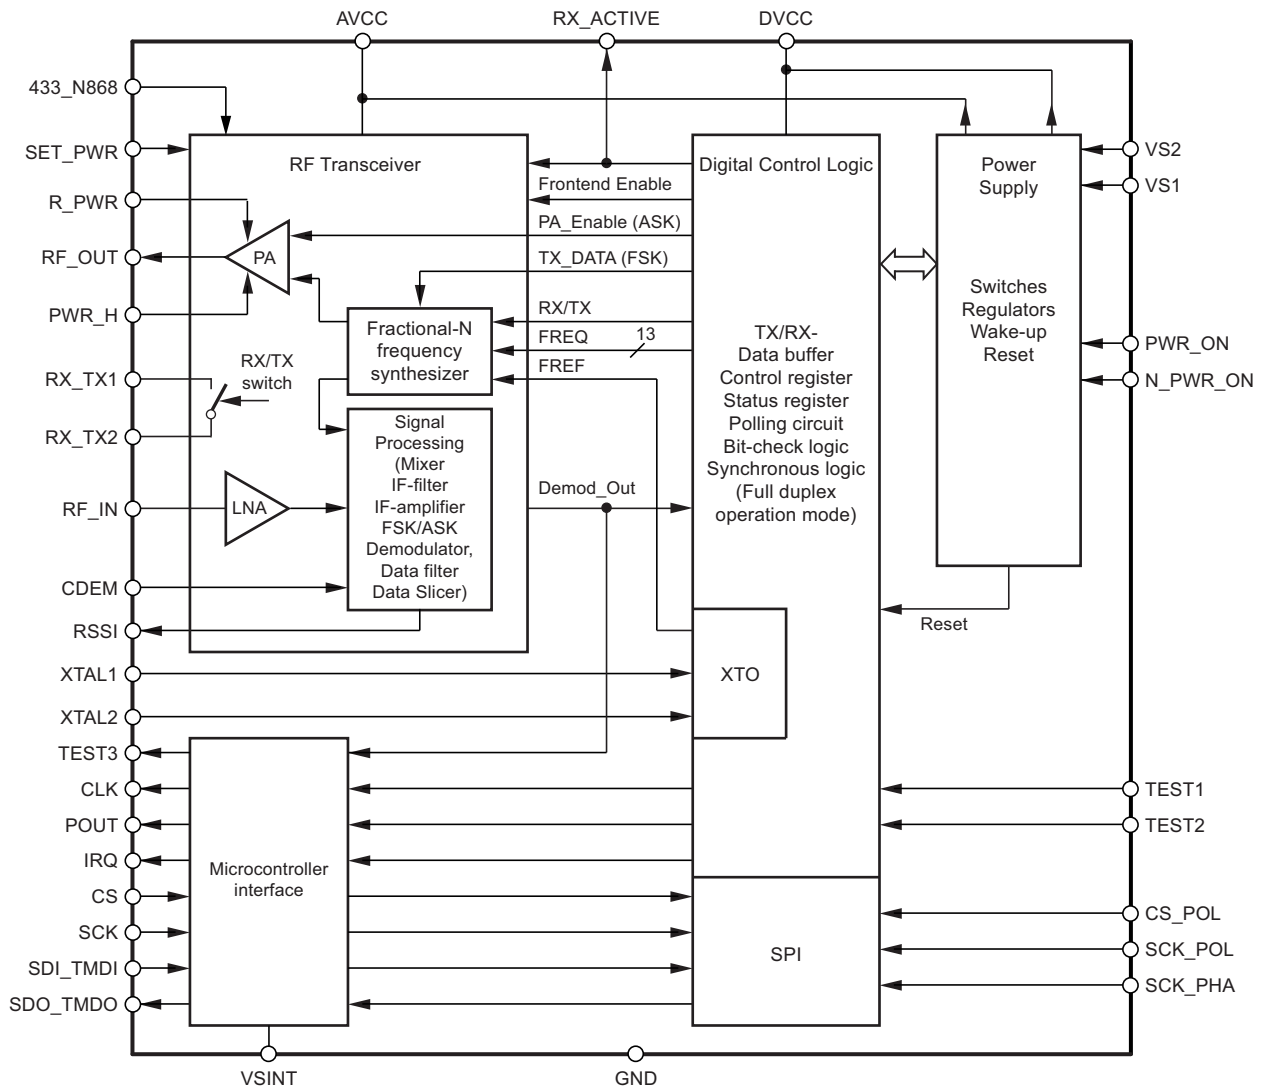 AVCC
RX_ACTIVE
DVCC
433_N868
SET_PWR
R_PWR
RF_OUT
PWR_H
RX_TX1
RX_TX2
RF_IN
CDEM
RSSI
XTAL1
XTAL2
TEST3
CLK
POUT
IRQ
CS
SCK
SDI_TMDI
SDO_TMDO
RF Transceiver
PA
Fractional-N
frequency
synthesizer
RX/TX
switch
Signal
Processing
(Mixer
IF-filter
IF-amplifier
FSK/ASK
Demodulator,
Data filter
Data Slicer)
LNA
Frontend Enable
PA_Enable (ASK)
TX_DATA (FSK)
RX/TX
FREQ
13
FREF
Demod_Out
Digital Control Logic
TX/RX-
Data buffer
Control register
Status register
Polling circuit
Bit-check logic
Synchronous logic
(Full duplex
operation mode)
XTO
Microcontroller
interface
SPI
Power
Supply
Switches
Regulators
Wake-up
Reset
Reset
VS2
VS1
PWR_ON
N_PWR_ON
TEST1
TEST2
CS_POL
SCK_POL
SCK_PHA
VSINT
GND